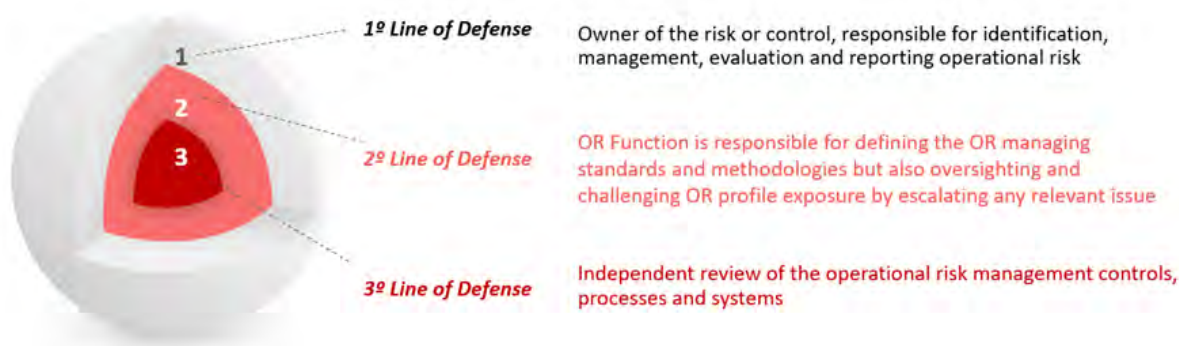 1
2
3
1º Line of Defense
Owner of the risk or control, responsible for identification,
management, evaluation and reporting operational risk
2º Line of Defense
OR Function is responsible for defining the OR managing
standards and methodologies but also oversighting and
challenging OR profile exposure by escalating any relevant issue
3º Line of Defense
Independent review of the operational risk management controls,
processes and systems